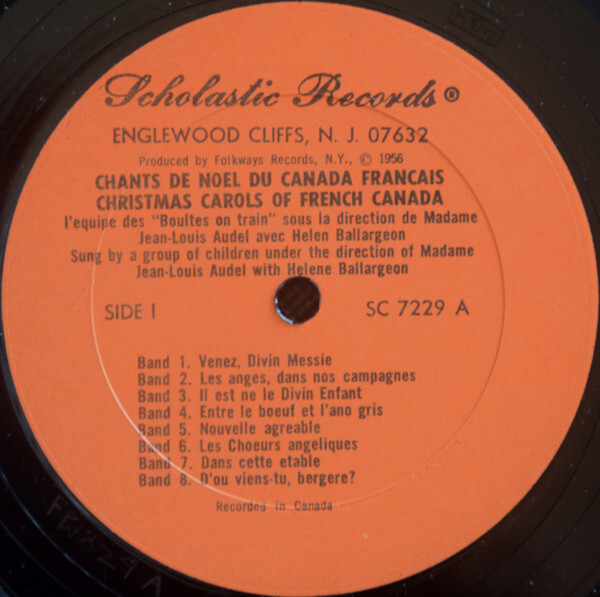 Scholastic Records ®
ENGLEWOOD CLIFFS, N. J. 07632
Produced by Folkways Records, N.Y., © 1956
CHANTS DE NOEL DU CANADA FRANCAIS
CHRISTMAS CAROLS OF FRENCH CANADA
l'equipe des "Boultes on train" sous la direction de Madame
Jean-Louis Audel avec Helen Ballargeon
Sung by a group of children under the direction of Madame
Jean-Louis Audel with Helene Ballargeon
SIDE I
SC 7229 A
Band 1. Venez, Divin Messie
Band 2. Les anges, dans nos campagnes
Band 3. Il est ne le Divin Enfant
Band 4. Entre le boeuf et l'ano gris
Band 5. Nouvelle agreable
Band 6. Les Choeurs angeliques
Band 7. Dans cette etable
Band 8. D'ou viens-tu, bergere?
Recorded in Canada